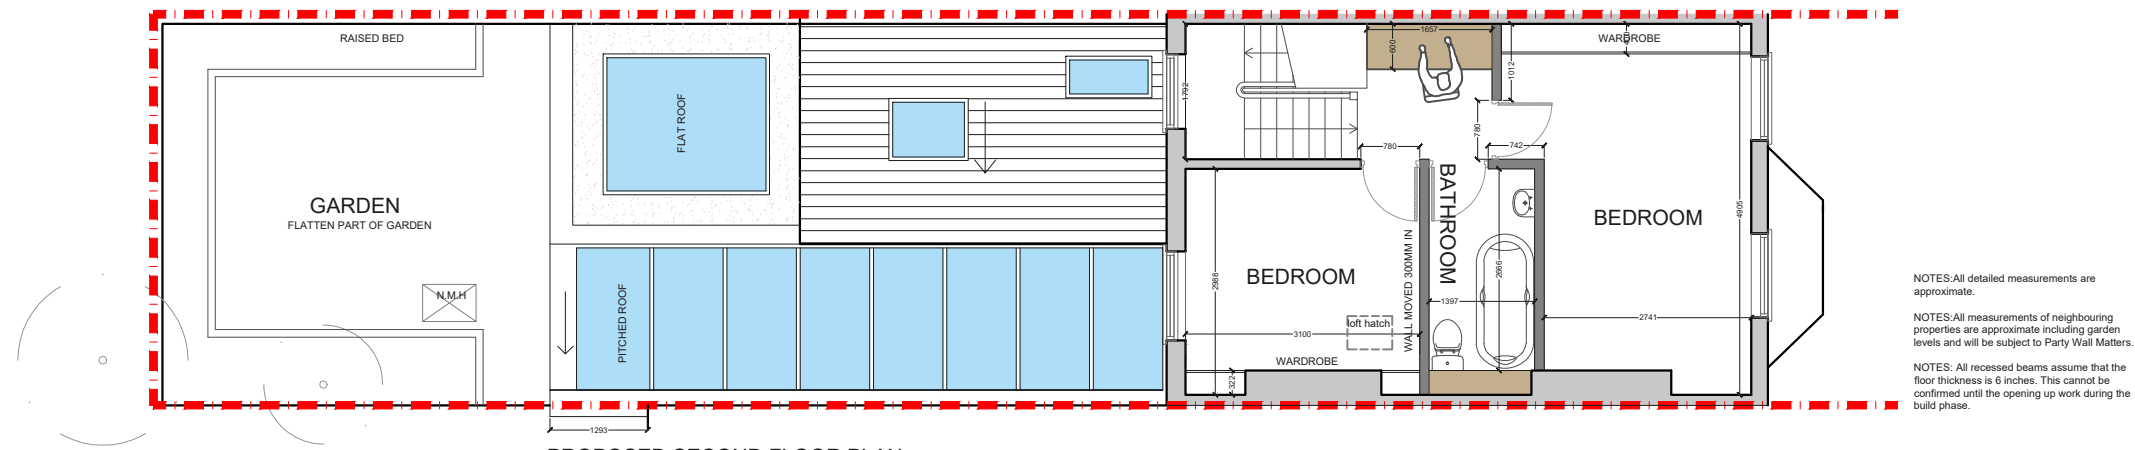 RAISED BED
GARDEN
FLATTEN PART OF GARDEN
N.M.H
FLAT ROOF
PITCHED ROOF
1293
1792
1657
600
1012
WARDROBE
780
780
742
BATHROOM
BEDROOM
2988
3100
loft hatch
WALL MOVED 300MM IN
WARDROBE
322
1397
2666
BEDROOM
4905
2741
NOTES:All detailed measurements are
approximate.
NOTES:All measurements of neighbouring
properties are approximate including garden
levels and will be subject to Party Wall Matters.
NOTES: All recessed beams assume that the
floor thickness is 6 inches. This cannot be
confirmed until the opening up work during the
build phase.
PROPOSED SECOND FLOOR PLAN